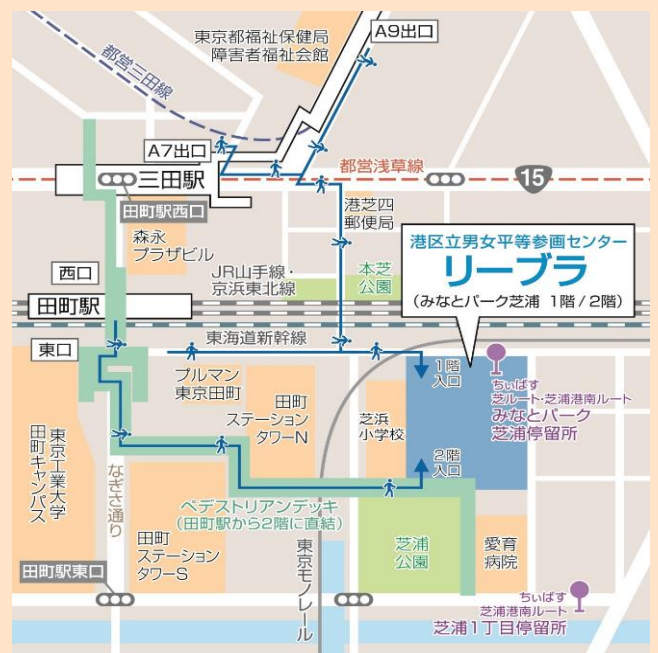 東京都福祉保健局
障害者福祉会館
A9出口
都営三田線
A7出口
三田駅
都営浅草線
15
田町駅西口
港芝四
郵便局
森永
プラザビル
港区立男女平等参画センター
リーブラ
(みなとパーク芝浦 1階/2階)
西口
JR山手線・
京浜東北線
本芝
公園
田町駅
東口
東海道新幹線
1階
入口
プルマン
東京田町
田町
ステーション
タワーN
芝浜
小学校
ちぃばす
芝ルート・芝浦港南ルート
みなとパーク
芝浦停留所
2階
入口
東京工業大学
田町キャンパス
なぎさ通り
ペデストリアンデッキ
(田町駅から2階に直結)
田町
ステーション
タワーS
東京モノレール
芝浦
公園
愛育
病院
田町駅東口
ちぃばす
芝浦港南ルート
芝浦1丁目停留所